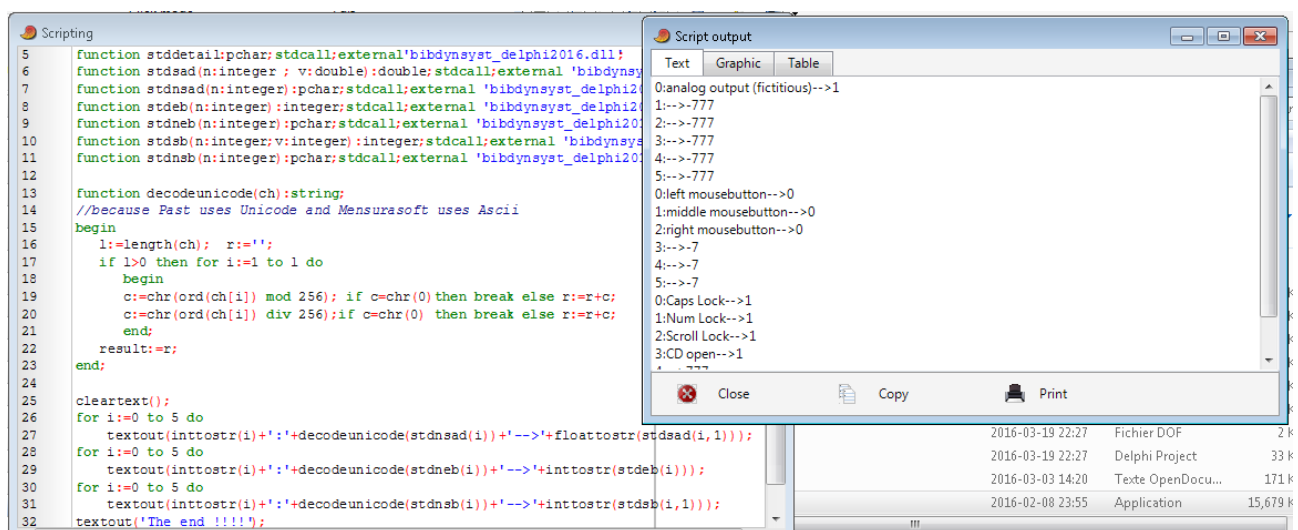 Scripting
5 function stddetail:pchar;stdcall;external'bibdynsyst_delphi2016.dll';
6 function stdsad(n:integer ; v:double):double;stdcall;external 'bibdynsy
7 function stdnsad(n:integer):pchar;stdcall;external 'bibdynsyst_delphi2
8 function stdeb(n:integer):integer;stdcall;external 'bibdynsyst_delphi2
9 function stdneb(n:integer):pchar;stdcall;external 'bibdynsyst_delphi20
10 function stdsb(n:integer;v:integer):integer;stdcall;external 'bibdynsys
11 function stdnsb(n:integer):pchar;stdcall;external 'bibdynsyst_delphi201
12
13 function decodeunicode(ch):string;
14 //because Past uses Unicode and Mensurasoft uses Ascii
15 begin
16 l:=length(ch); r:='';
17 if l>0 then for i:=1 to l do
18 begin
19 c:=chr(ord(ch[i]) mod 256); if c=chr(0)then break else r:=r+c;
20 c:=chr(ord(ch[i]) div 256);if c=chr(0) then break else r:=r+c;
21 end;
22 result:=r;
23 end;
24
25 cleartext();
26 for i:=0 to 5 do
27 textout(inttostr(i)+':'+decodeunicode(stdnsad(i))+'-->'+floattostr(stdsad(i,1)));
28 for i:=0 to 5 do
29 textout(inttostr(i)+':'+decodeunicode(stdneb(i))+'-->'+inttostr(stdeb(i)));
30 for i:=0 to 5 do
31 textout(inttostr(i)+':'+decodeunicode(stdnsb(i))+'-->'+inttostr(stdsb(i,1)));
32 textout('The end !!!!');
Script output
Text Graphic Table
0:analog output (fictitious)-->1
1:-->-777
2:-->-777
3:-->-777
4:-->-777
5:-->-777
0:left mousebutton-->0
1:middle mousebutton-->0
2:right mousebutton-->0
3:-->-7
4:-->-7
5:-->-7
0:Caps Lock-->1
1:Num Lock-->1
2:Scroll Lock-->1
3:CD open-->1
Close Copy Print
2016-03-19 22:27 Fichier DOF 2 K
2016-03-19 22:27 Delphi Project 33 K
2016-03-03 14:20 Texte OpenDocu... 171 K
2016-02-08 23:55 Application 15,679 K